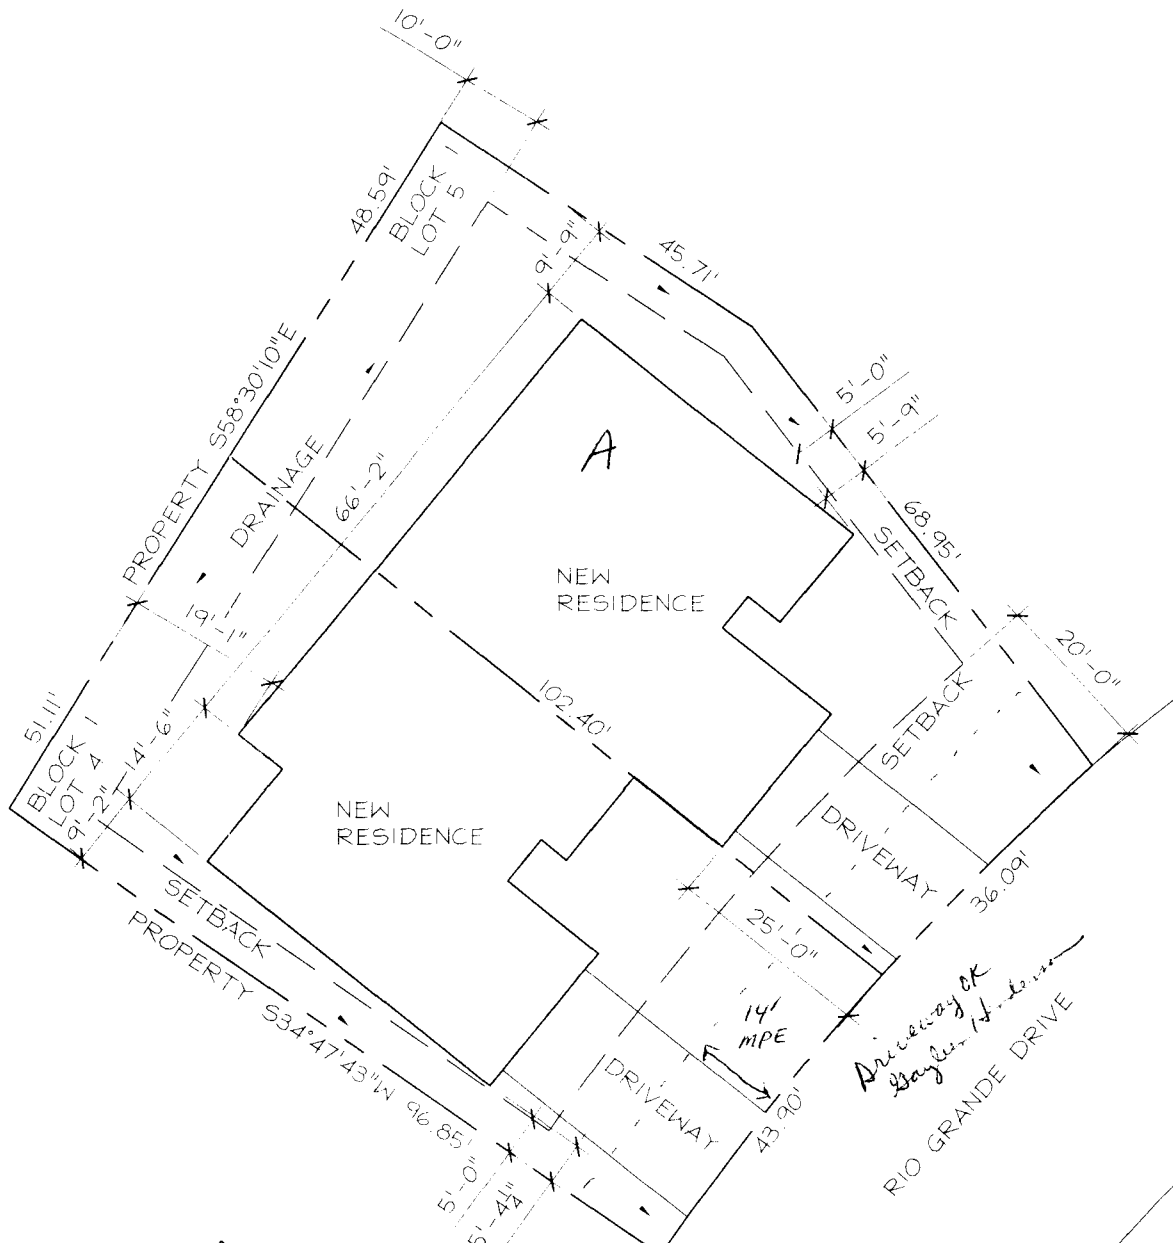 10'-0"
BLOCK 1
LOT 5
48.59'
9'-9"
45.71'
5'-0"
5'-9"
PROPERTY S58°30'10"E
DRAINAGE
66'-2"
A
68.95'
SETBACK
NEW
RESIDENCE
19'-1"
20'-0"
SETBACK
102.40'
51.11'
BLOCK 1
LOT 4
14'-6"
9'-2"
NEW
RESIDENCE
DRIVEWAY
36.09'
SETBACK
25'-0"
PROPERTY S34°47'43"W 96.85'
14'
MPE
Driveway OK
RIO GRANDE DRIVE
DRIVEWAY
43.90'
5'-0"
5'-4¼"